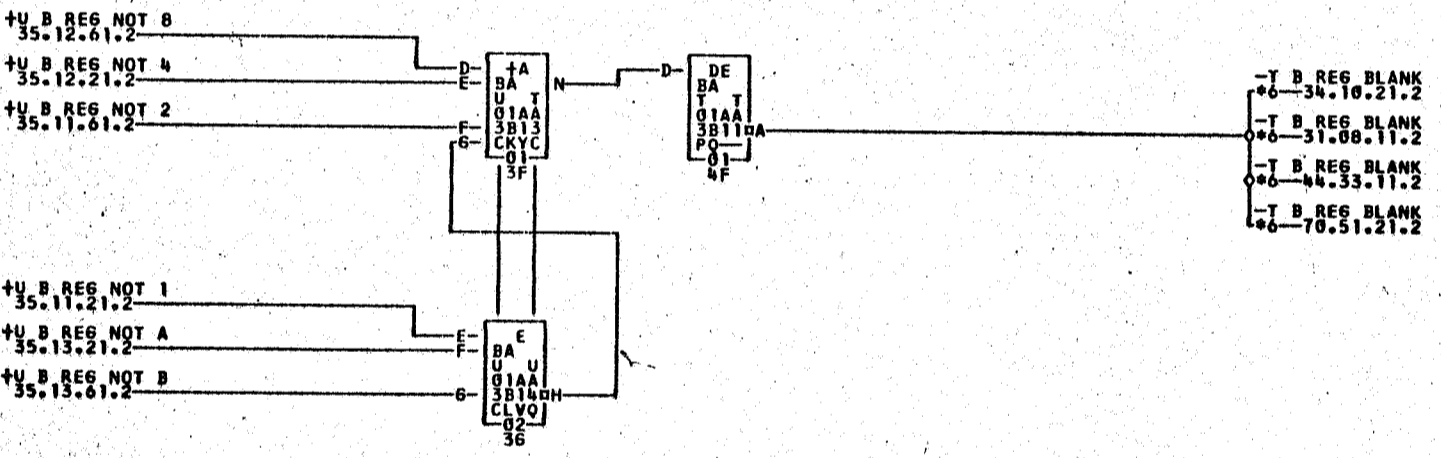 +U B REG NOT 8
35.12.61.2
+U B REG NOT 4
35.12.21.2
+U B REG NOT 2
35.11.61.2
D
E
F
G
+A
BA
U T
01AA
3B13
CKYC
01
3F
N
D
DE
BA
T T
01AA
3B11
PQ
01
4F
A
-T B REG BLANK
*6 34.10.21.2
-T B REG BLANK
*6 31.08.11.2
-T B REG BLANK
*6 44.33.11.2
-T B REG BLANK
*6 70.51.21.2
+U B REG NOT 1
35.11.21.2
+U B REG NOT A
35.13.21.2
+U B REG NOT B
35.13.61.2
E
F
G
E
BA
U U
01AA
3B14
CLVQ
02
3G
H